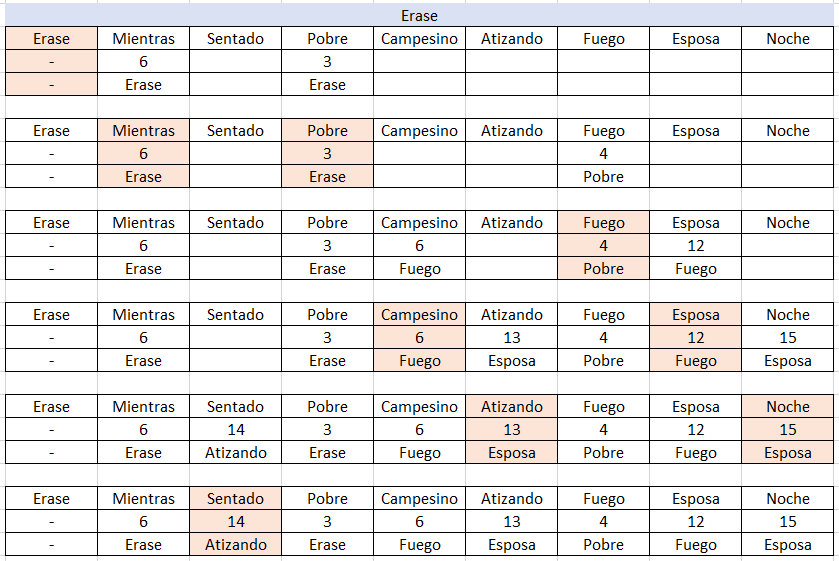 Erase
Erase Mientras Sentado Pobre Campesino Atizando Fuego Esposa Noche
- 6 3
- Erase Erase
Erase Mientras Sentado Pobre Campesino Atizando Fuego Esposa Noche
- 6 3 4
- Erase Erase Pobre
Erase Mientras Sentado Pobre Campesino Atizando Fuego Esposa Noche
- 6 3 6 4 12
- Erase Erase Fuego Pobre Fuego
Erase Mientras Sentado Pobre Campesino Atizando Fuego Esposa Noche
- 6 3 6 13 4 12 15
- Erase Erase Fuego Esposa Pobre Fuego Esposa
Erase Mientras Sentado Pobre Campesino Atizando Fuego Esposa Noche
- 6 14 3 6 13 4 12 15
- Erase Atizando Erase Fuego Esposa Pobre Fuego Esposa
Erase Mientras Sentado Pobre Campesino Atizando Fuego Esposa Noche
- 6 14 3 6 13 4 12 15
- Erase Atizando Erase Fuego Esposa Pobre Fuego Esposa